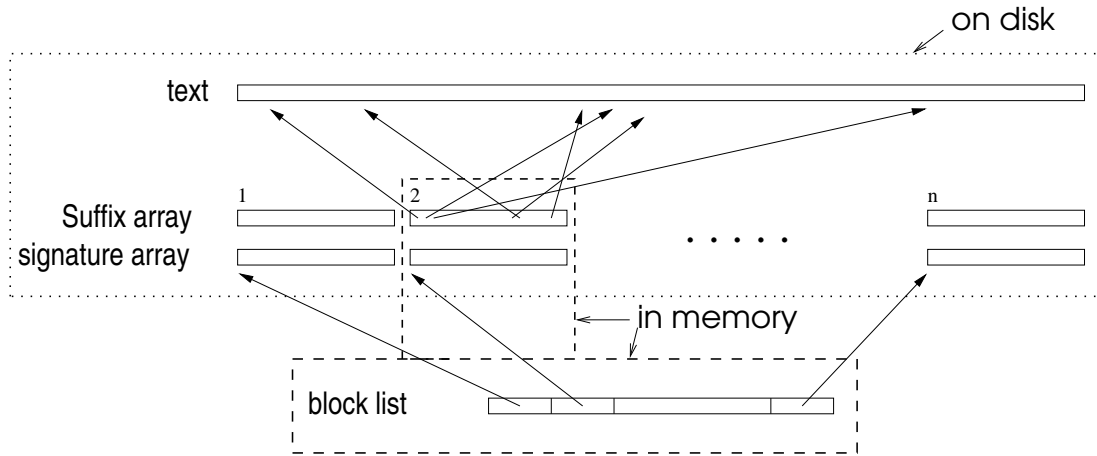 on disk
text
1
2
n
Suffix array
signature array
in memory
block list